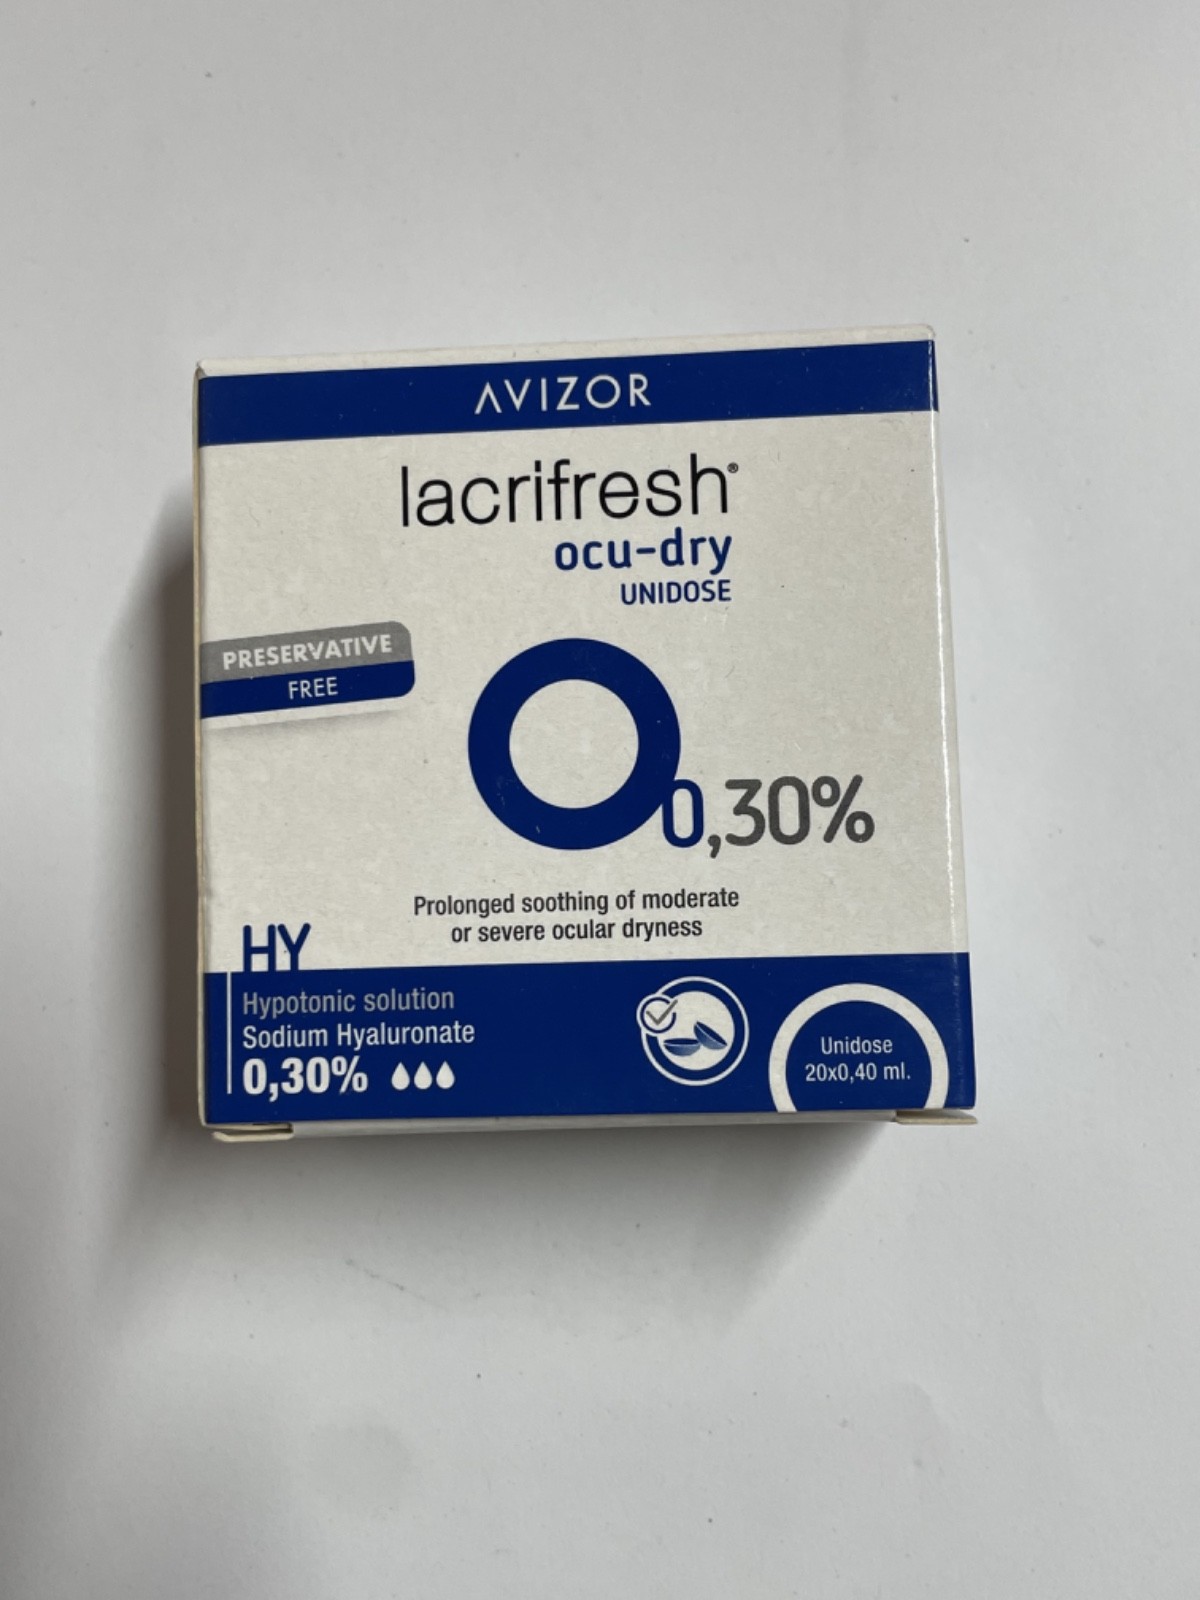 AVIZOR
lacrifresh®
ocu-dry
UNIDOSE
PRESERVATIVE
FREE
0,30%
Prolonged soothing of moderate
or severe ocular dryness
HY
Hypotonic solution
Sodium Hyaluronate
0,30%
Unidose
20x0,40 ml.